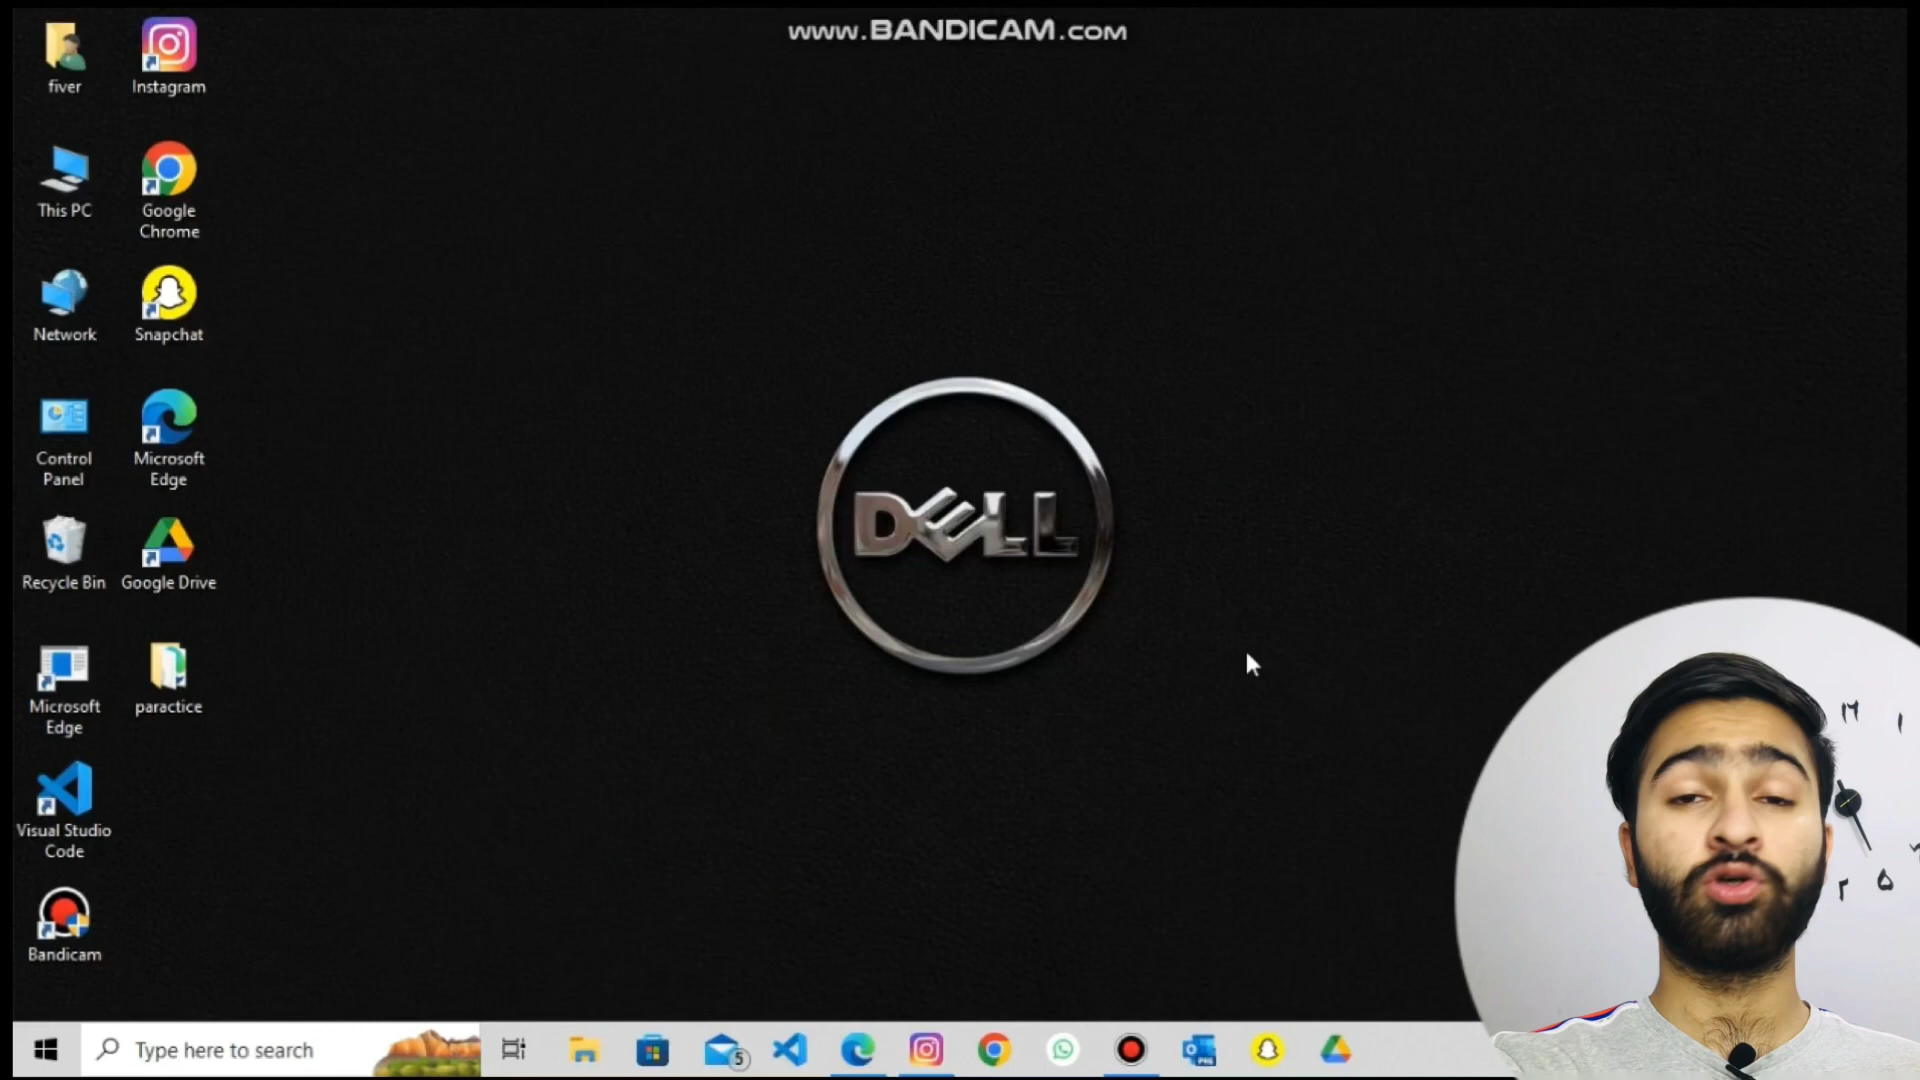 www.BANDICAM.com
fiver
Instagram
This PC
Google
Chrome
Network
Snapchat
Control
Panel
Microsoft
Edge
Recycle Bin
Google Drive
Microsoft
Edge
paractice
Visual Studio
Code
Bandicam
DELL
Type here to search
5